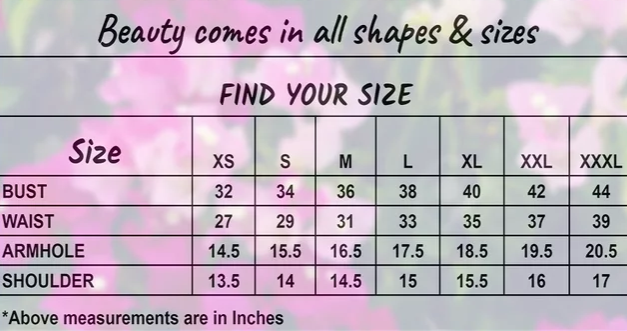 Beauty comes in all shapes & sizes
FIND YOUR SIZE
Size XS S M L XL XXL XXXL
BUST 32 34 36 38 40 42 44
WAIST 27 29 31 33 35 37 39
ARMHOLE 14.5 15.5 16.5 17.5 18.5 19.5 20.5
SHOULDER 13.5 14 14.5 15 15.5 16 17
*Above measurements are in Inches